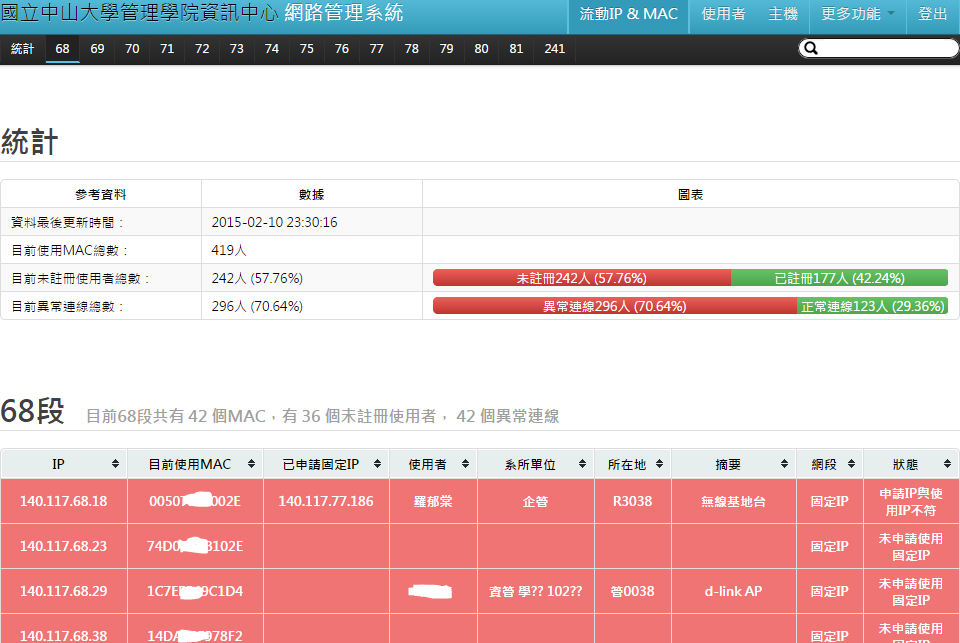 國立中山大學管理學院資訊中心 網路管理系統 流動IP & MAC 使用者 主機 更多功能 登出
統計 68 69 70 71 72 73 74 75 76 77 78 79 80 81 241
統計
參考資料 數據 圖表
資料最後更新時間： 2015-02-10 23:30:16
目前使用MAC總數： 419人
目前未註冊使用者總數： 242人 (57.76%) 未註冊242人 (57.76%) 已註冊177人 (42.24%)
目前異常連線總數： 296人 (70.64%) 異常連線296人 (70.64%) 正常連線123人 (29.36%)
68段 目前68段共有 42 個MAC，有 36 個未註冊使用者， 42 個異常連線
IP 目前使用MAC 已申請固定IP 使用者 系所單位 所在地 摘要 網段 狀態
140.117.68.18 0050 002E 140.117.77.186 羅郁棠 企管 R3038 無線基地台 固定IP 申請IP與使
用IP不符
140.117.68.23 74D0 102E 固定IP 未申請使用
固定IP
140.117.68.29 1C7E 9C1D4 資管 學?? 102?? 管0038 d-link AP 固定IP 未申請使用
固定IP
140.117.68.38 14DA 978F2 固定IP 未申請使用
固定IP